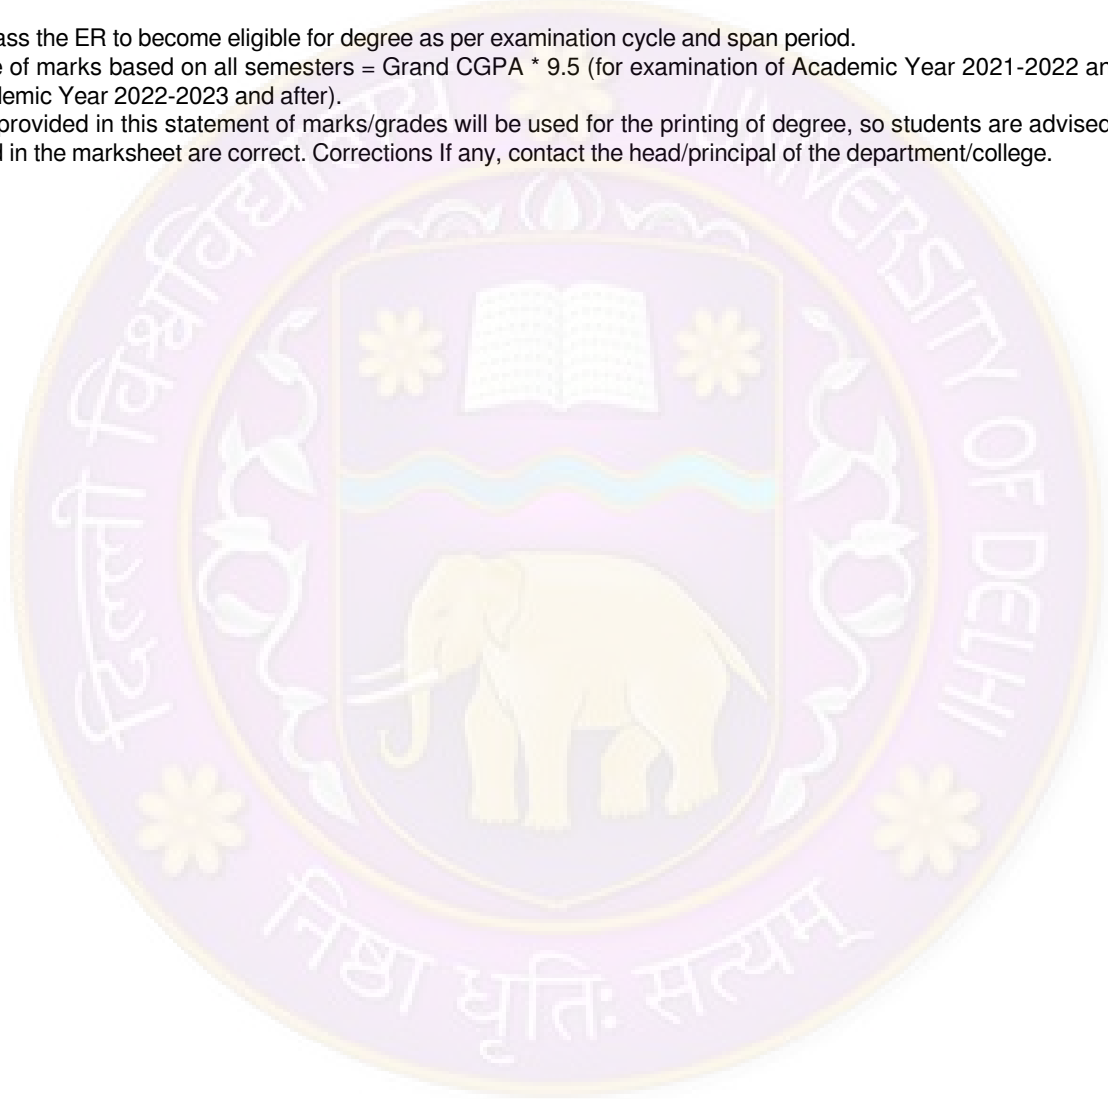 ass the ER to become eligible for degree as per examination cycle and span period.
e of marks based on all semesters = Grand CGPA * 9.5 (for examination of Academic Year 2021-2022 an
demic Year 2022-2023 and after).
provided in this statement of marks/grades will be used for the printing of degree, so students are advised
d in the marksheet are correct. Corrections If any, contact the head/principal of the department/college.
दिल्ली विश्वविद्यालय
UNIVERSITY OF DELHI
निष्ठा धृतिः सत्यम्